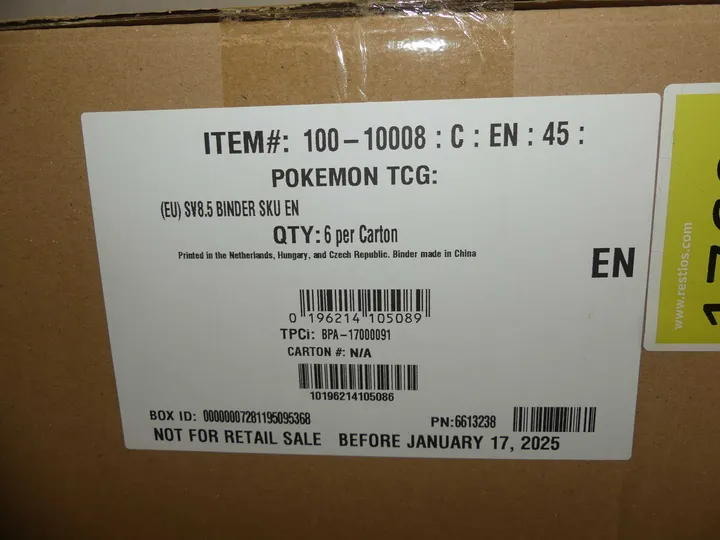 ITEM#: 100-10008 : C : EN : 45 :
POKEMON TCG:
(EU) SV8.5 BINDER SKU EN
QTY: 6 per Carton
Printed in the Netherlands, Hungary, and Czech Republic. Binder made in China
EN
0 196214 105089
TPCi: BPA-17000091
CARTON #: N/A
10196214105086
BOX ID: 00000007281195095368
PN:6613238
NOT FOR RETAIL SALE BEFORE JANUARY 17, 2025
www.restlos.com